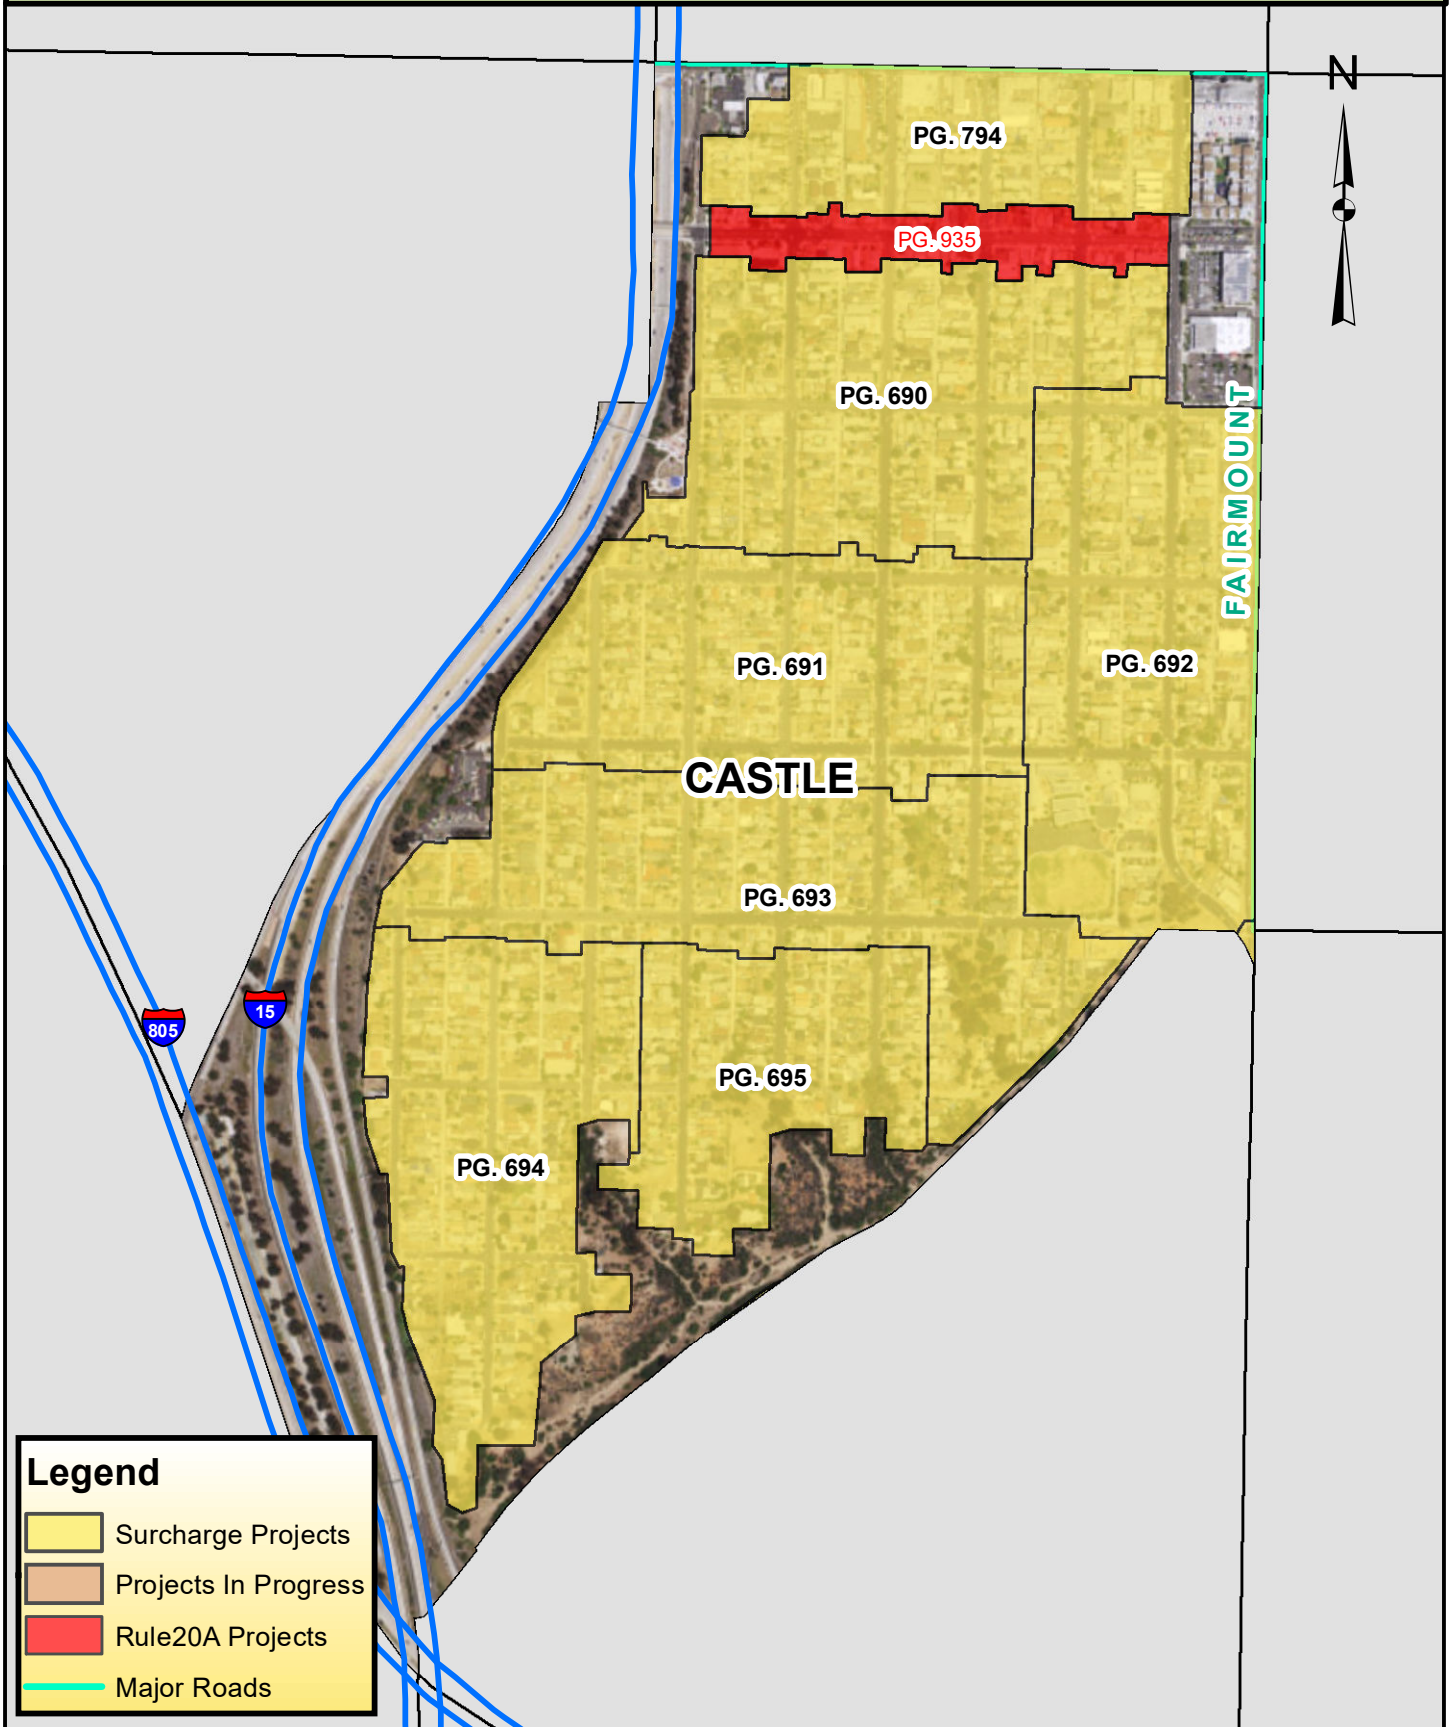 N
PG. 794
PG. 935
PG. 690
FAIRMOUNT
PG. 691
PG. 692
CASTLE
PG. 693
15
805
PG. 695
PG. 694
Legend
Surcharge Projects
Projects In Progress
Rule20A Projects
Major Roads